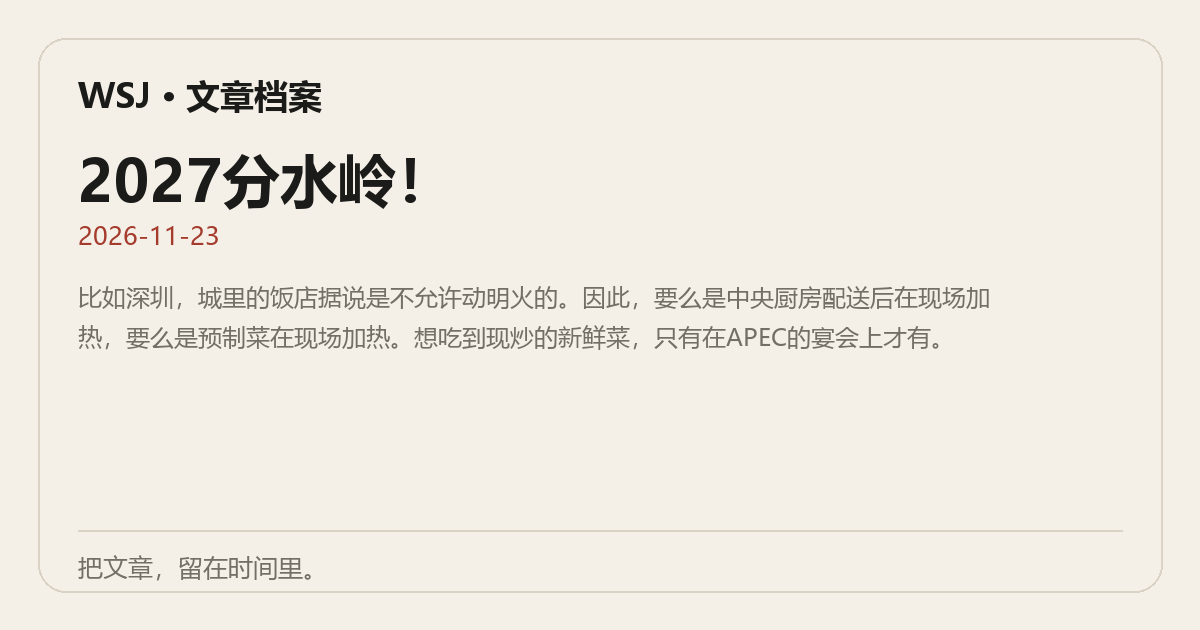 WSJ · 文章档案
2027分水岭！
2026-11-23
比如深圳，城里的饭店据说是不允许动明火的。因此，要么是中央厨房配送后在现场加
热，要么是预制菜在现场加热。想吃到现炒的新鲜菜，只有在APEC的宴会上才有。
把文章，留在时间里。